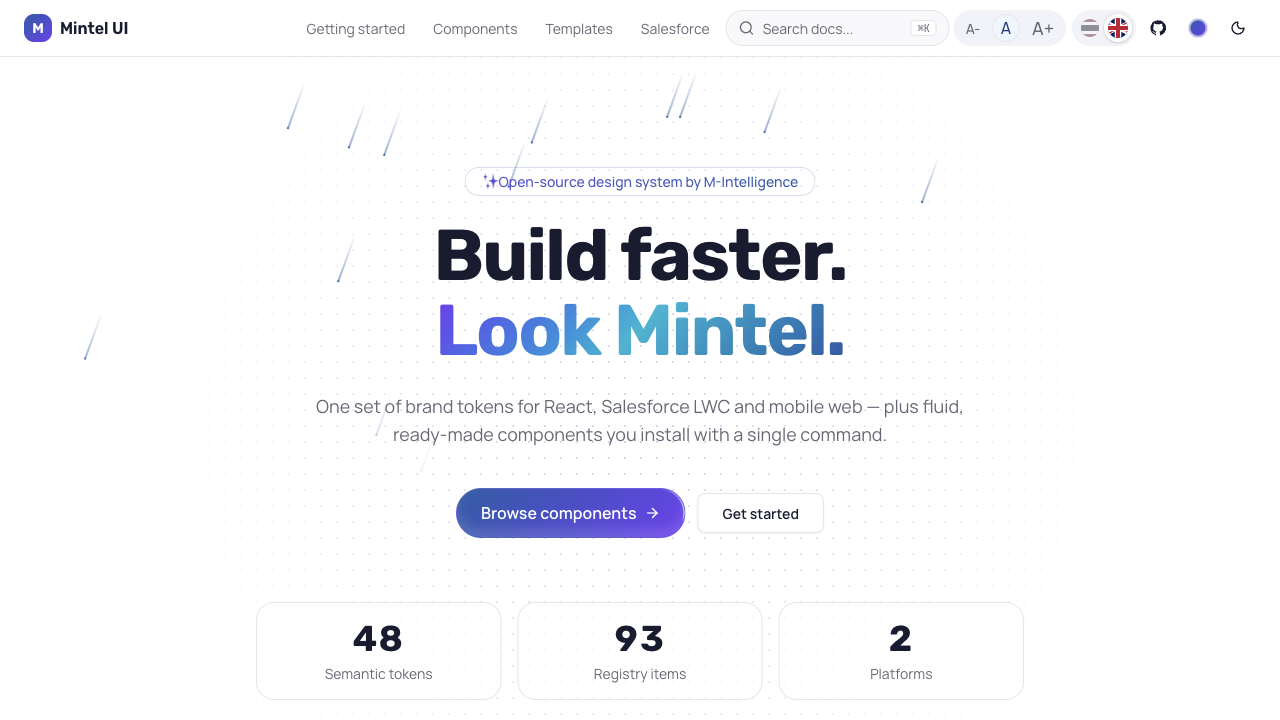 M Mintel UI
Getting started
Components
Templates
Salesforce
Search docs...
⌘K
A-
A
A+
Open-source design system by M-Intelligence
Build faster.
Look Mintel.
One set of brand tokens for React, Salesforce LWC and mobile web — plus fluid,
ready-made components you install with a single command.
Browse components
Get started
48
Semantic tokens
93
Registry items
2
Platforms